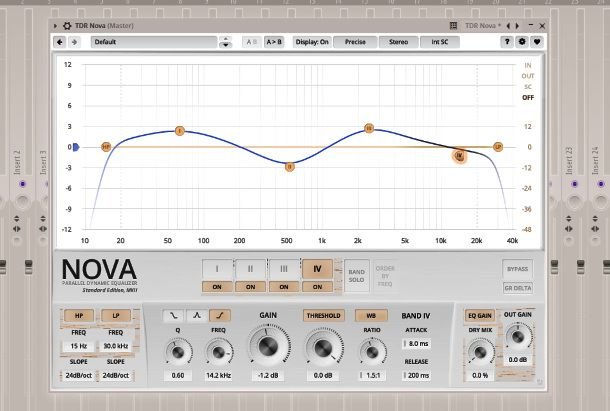 TDR Nova (Master)
TDR Nova *
Default
A B
A > B
Display: On
Precise
Stereo
Int SC
?
12
9
6
3
0
-3
-6
-9
-12
IN
OUT
SC
OFF
12
0
-12
-24
-36
-48
HP
I
II
III
IV
LP
10 20 50 100 200 500 1k 2k 5k 10k 20k 40k
Insert 2
Insert 3
Insert 23
Insert 24
NOVA
PARALLEL DYNAMIC EQUALIZER
Standard Edition, MKII
I II III IV
ON ON ON ON
BAND SOLO
ORDER BY FREQ
BYPASS
GR DELTA
HP LP
FREQ FREQ
15 Hz 30.0 kHz
SLOPE SLOPE
24dB/oct 24dB/oct
Q FREQ
0.60 14.2 kHz
GAIN
-1.2 dB
THRESHOLD
0.0 dB
WB
RATIO
1.5:1
BAND IV
ATTACK
8.0 ms
RELEASE
200 ms
EQ GAIN
DRY MIX
0.0 %
OUT GAIN
0.0 dB